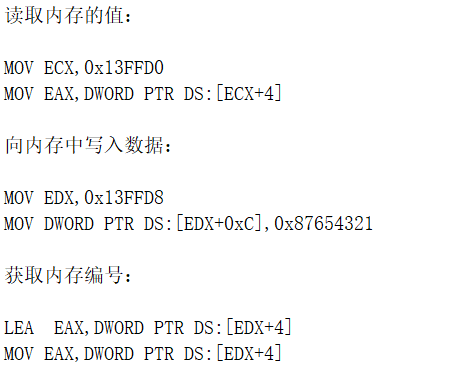 读取内存的值：
MOV ECX,0x13FFD0
MOV EAX,DWORD PTR DS:[ECX+4]
向内存中写入数据：
MOV EDX,0x13FFD8
MOV DWORD PTR DS:[EDX+0xC],0x87654321
获取内存编号：
LEA  EAX,DWORD PTR DS:[EDX+4]
MOV EAX,DWORD PTR DS:[EDX+4]